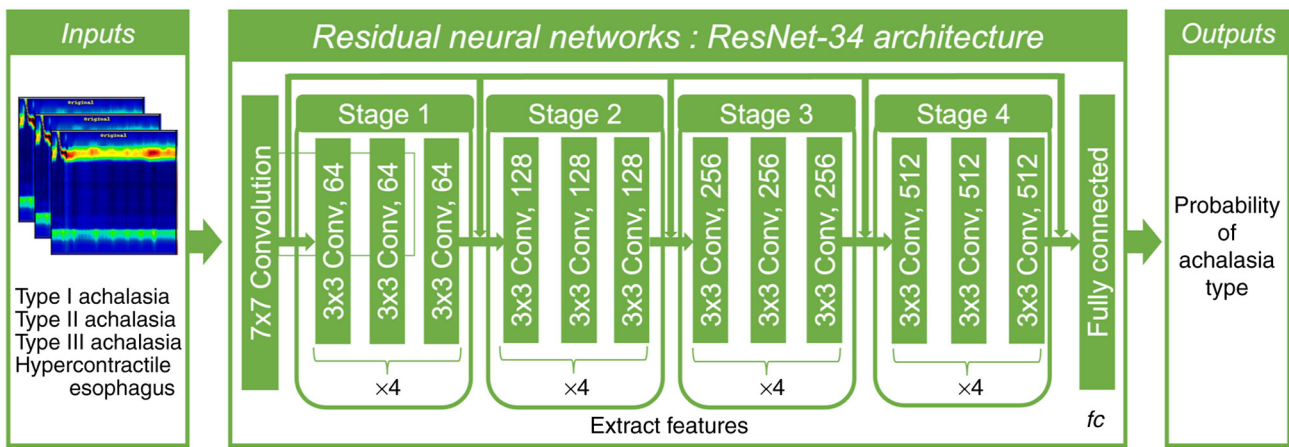 Inputs
Original
Original
Original
Type I achalasia
Type II achalasia
Type III achalasia
Hypercontractile
esophagus
Residual neural networks : ResNet-34 architecture
7x7 Convolution
Stage 1
3x3 Conv, 64
3x3 Conv, 64
3x3 Conv, 64
×4
Stage 2
3x3 Conv, 128
3x3 Conv, 128
3x3 Conv, 128
×4
Stage 3
3x3 Conv, 256
3x3 Conv, 256
3x3 Conv, 256
×4
Stage 4
3x3 Conv, 512
3x3 Conv, 512
3x3 Conv, 512
×4
Fully connected
Extract features
fc
Outputs
Probability
of
achalasia
type